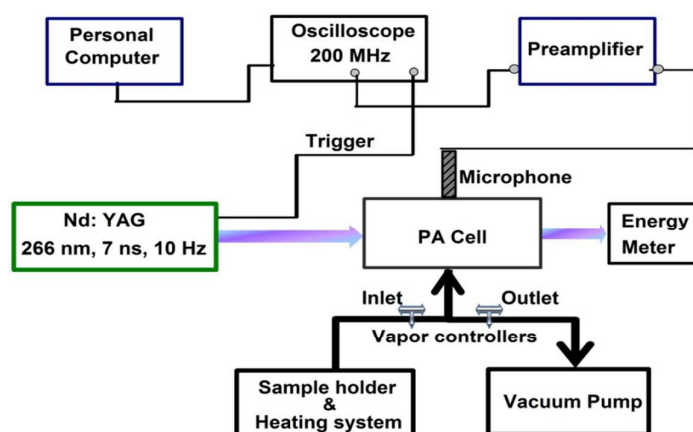 Personal
Computer
Oscilloscope
200 MHz
Preamplifier
Trigger
Microphone
Nd: YAG
266 nm, 7 ns, 10 Hz
PA Cell
Energy
Meter
Inlet
Outlet
Vapor controllers
Sample holder
&
Heating system
Vacuum Pump